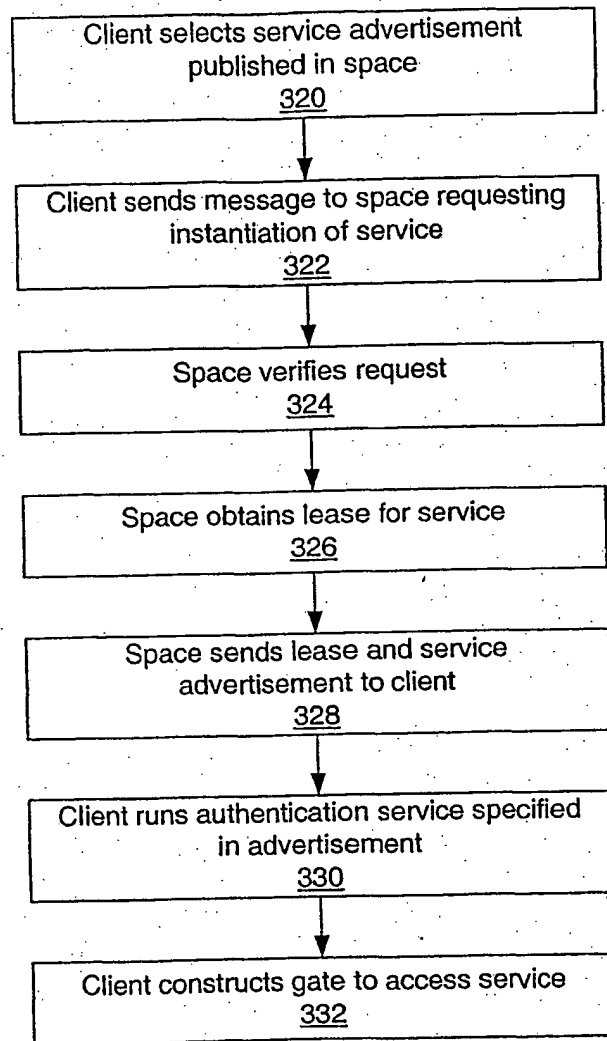 Client selects service advertisement
published in space
320
Client sends message to space requesting
instantiation of service
322
Space verifies request
324
Space obtains lease for service
326
Space sends lease and service
advertisement to client
328
Client runs authentication service specified
in advertisement
330
Client constructs gate to access service
332